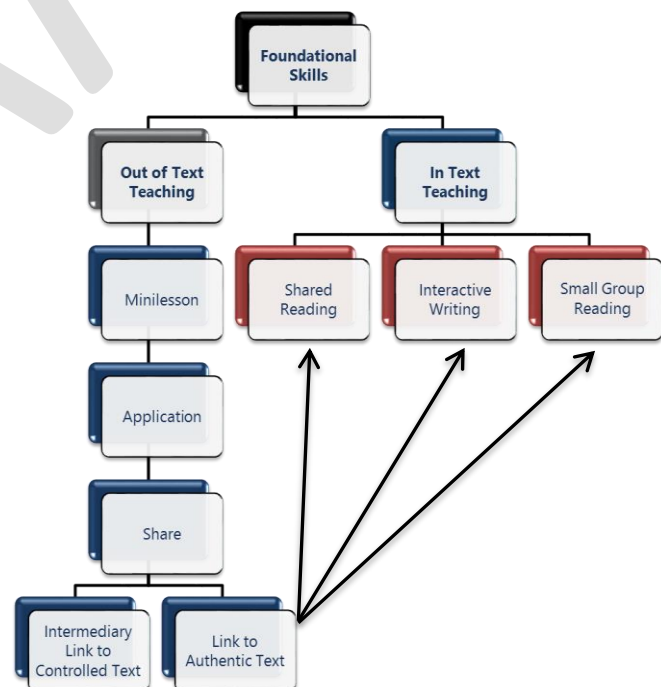 Foundational
Skills
Out of Text
Teaching
In Text
Teaching
Minilesson
Shared
Reading
Interactive
Writing
Small Group
Reading
Application
Share
Intermediary
Link to
Controlled Text
Link to
Authentic Text